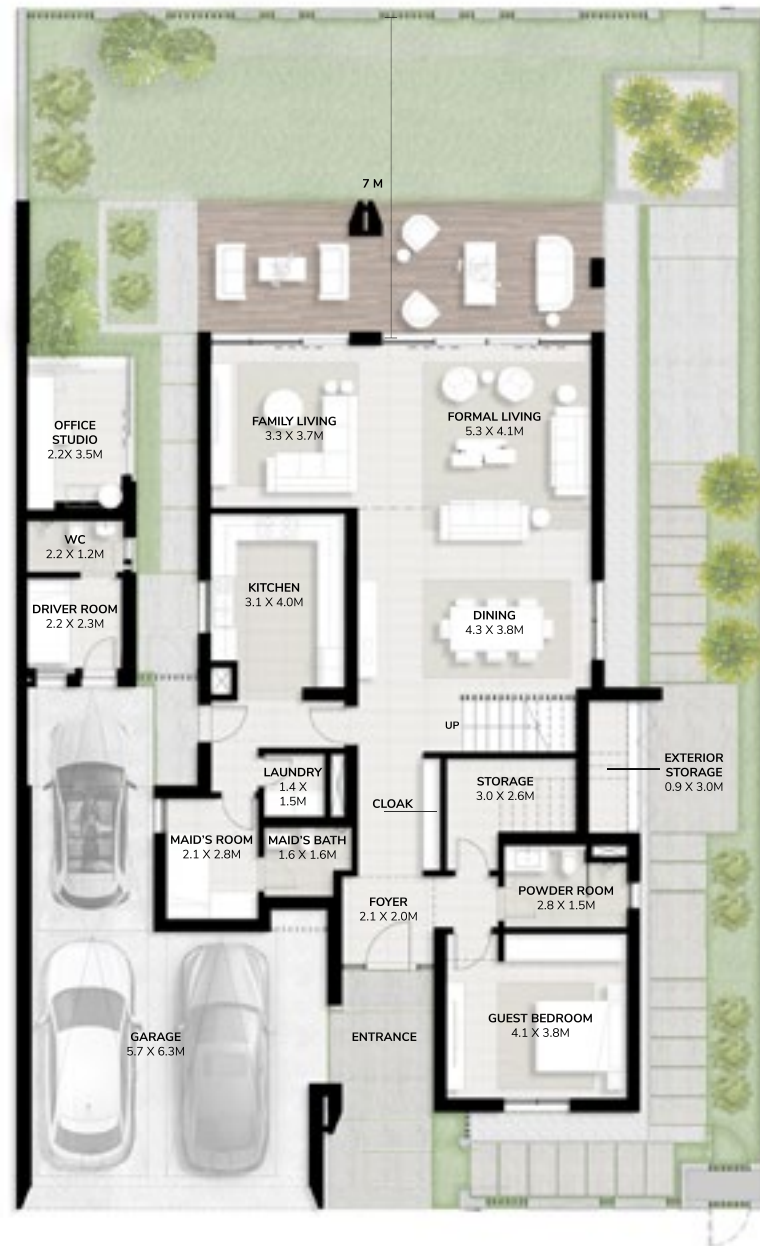 7 M
OFFICE
STUDIO
2.2X 3.5M
FAMILY LIVING
3.3 X 3.7M
FORMAL LIVING
5.3 X 4.1M
WC
2.2 X 1.2M
KITCHEN
3.1 X 4.0M
DRIVER ROOM
2.2 X 2.3M
DINING
4.3 X 3.8M
UP
LAUNDRY
1.4 X
1.5M
CLOAK
STORAGE
3.0 X 2.6M
EXTERIOR
STORAGE
0.9 X 3.0M
MAID'S ROOM
2.1 X 2.8M
MAID'S BATH
1.6 X 1.6M
FOYER
2.1 X 2.0M
POWDER ROOM
2.8 X 1.5M
GARAGE
5.7 X 6.3M
ENTRANCE
GUEST BEDROOM
4.1 X 3.8M